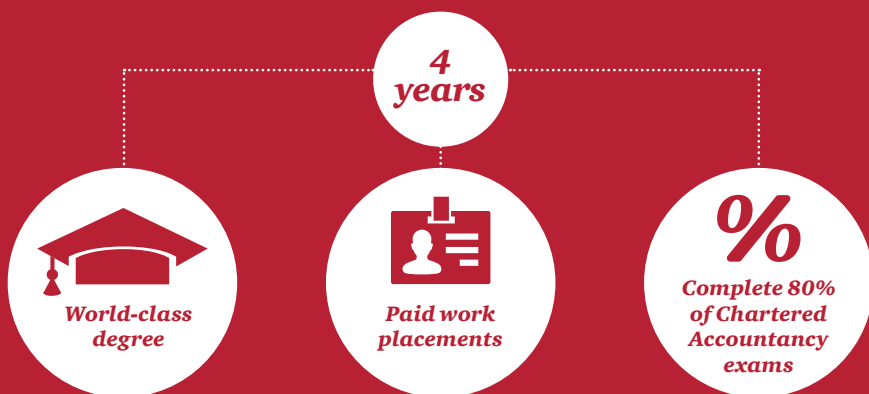 4
years
World-class
degree
Paid work
placements
%
Complete 80%
of Chartered
Accountancy
exams